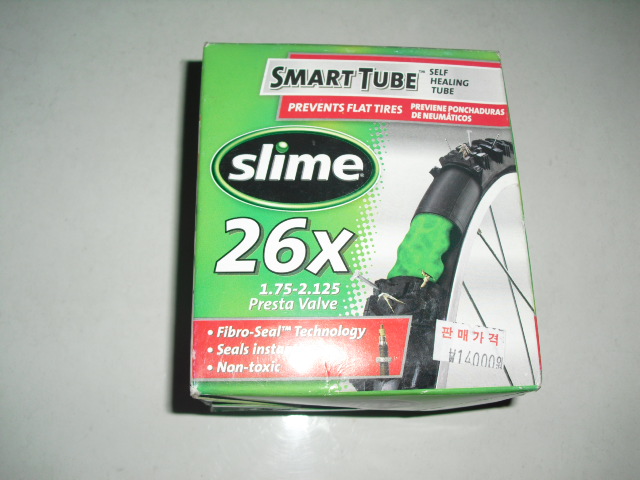 SMART TUBE™
SELF
HEALING
TUBE
PREVENTS FLAT TIRES
PREVIENE PONCHADURAS
DE NEUMÁTICOS
slime
26x
1.75-2.125
Presta Valve
• Fibro-Seal™ Technology
• Seals
• Non-toxic
판매가격
₩14000원